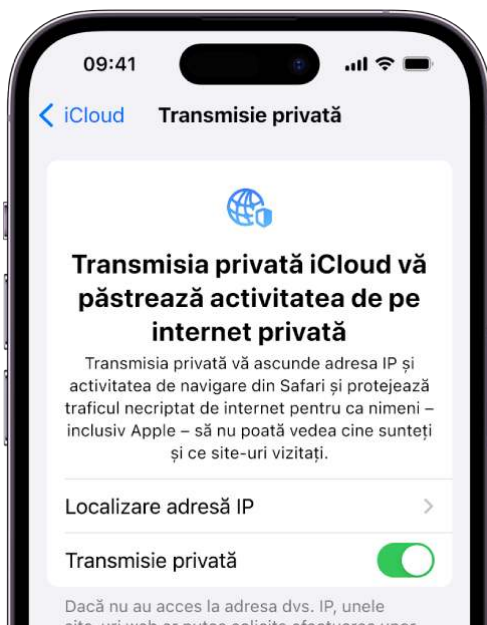 09:41
iCloud Transmisie privată
Transmisia privată iCloud vă
păstrează activitatea de pe
internet privată
Transmisia privată vă ascunde adresa IP și
activitatea de navigare din Safari și protejează
traficul necriptat de internet pentru ca nimeni –
inclusiv Apple – să nu poată vedea cine sunteți
și ce site-uri vizitați.
Localizare adresă IP
Transmisie privată
Dacă nu au acces la adresa dvs. IP, unele